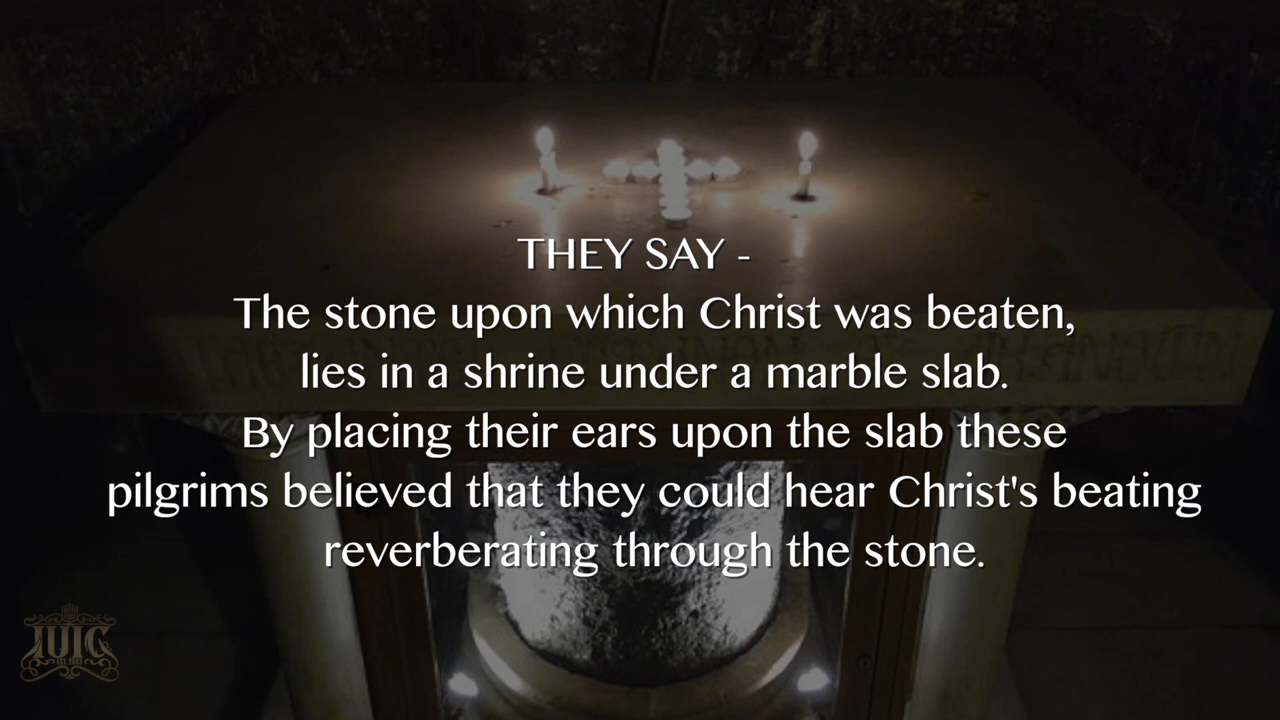 THEY SAY -
The stone upon which Christ was beaten,
lies in a shrine under a marble slab.
By placing their ears upon the slab these
pilgrims believed that they could hear Christ's beating
reverberating through the stone.
IUIC